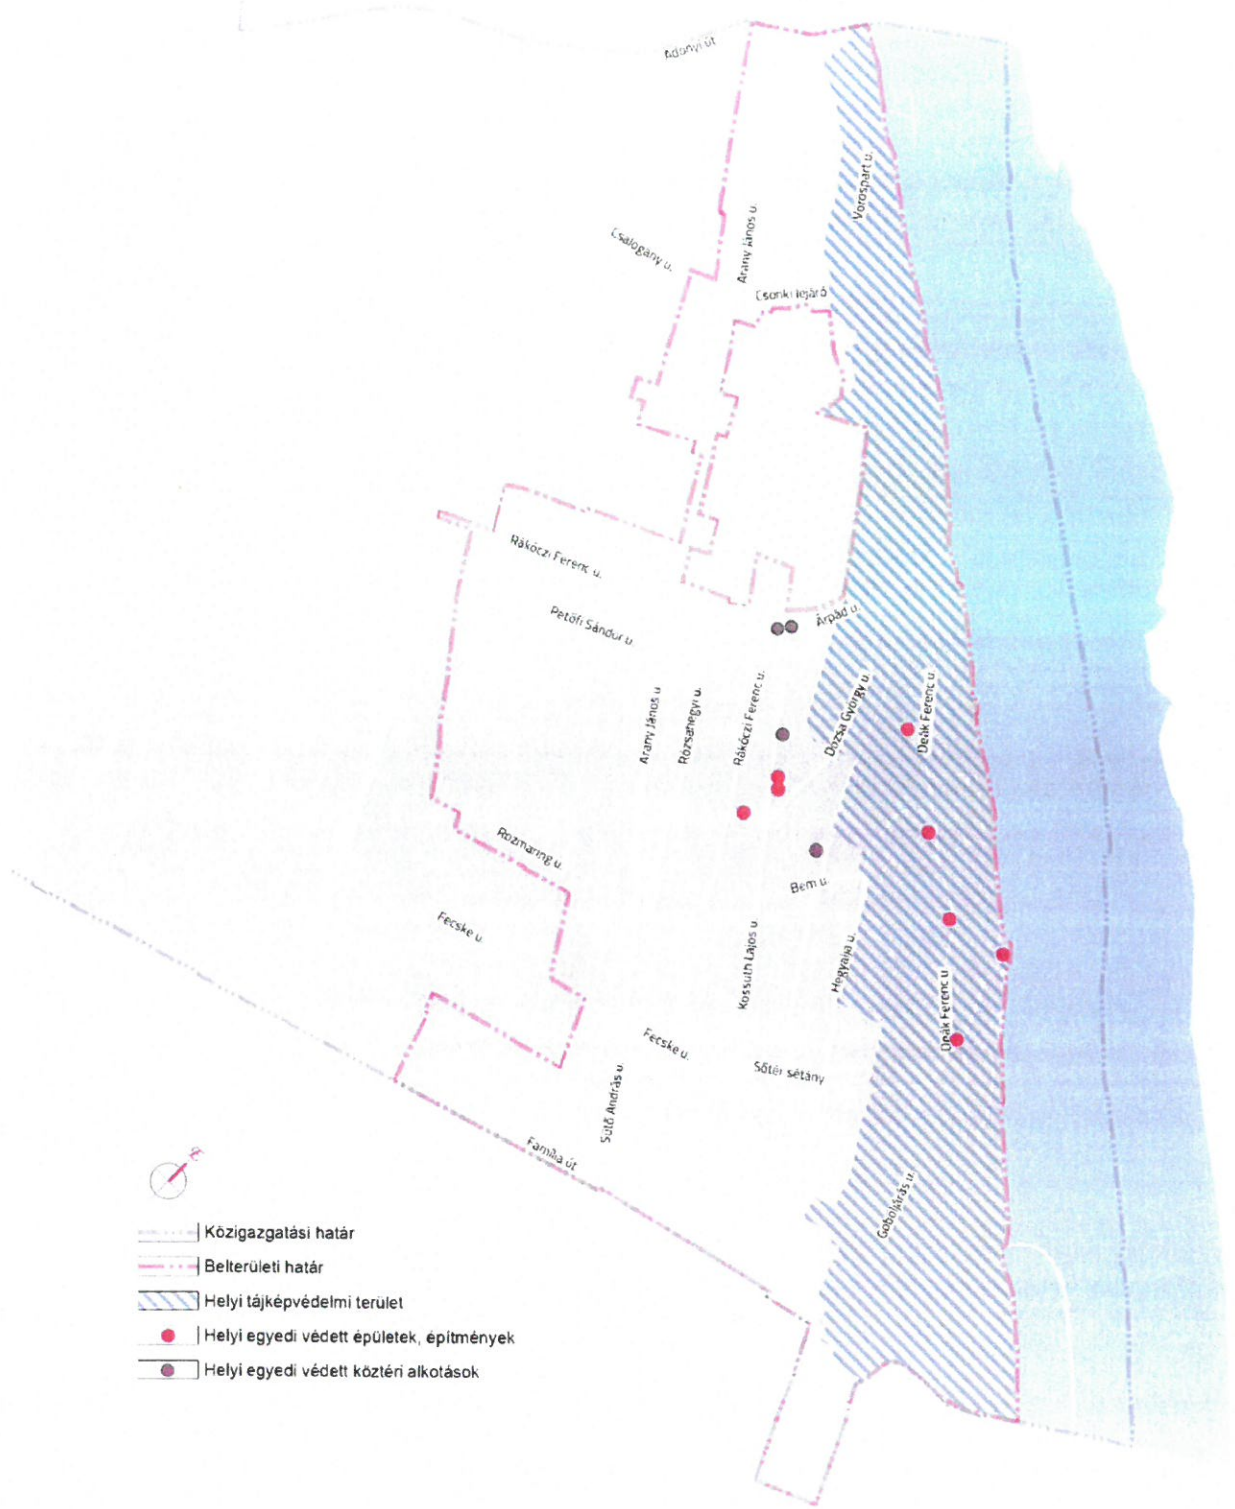 Adonyi út
Vörospart u.
Csalogány u.
Arany János u.
Csonki lejáró
Rákóczi Ferenc u.
Petőfi Sándor u.
Árpád u.
Arany János u
Rózsahegyi u.
Rákóczi Ferenc u.
Dózsa György u.
Deák Ferenc u.
Rozmaring u.
Bem u.
Fecske u.
Kossuth Lajos u.
Hegyalja u.
Deák Ferenc u
Fecske u.
Sőtér sétány
Sütő András u.
Família út
Góbóljárás u.
É
Közigazgatási határ
Belterületi határ
Helyi tájképvédelmi terület
Helyi egyedi védett épületek, építmények
Helyi egyedi védett köztéri alkotások